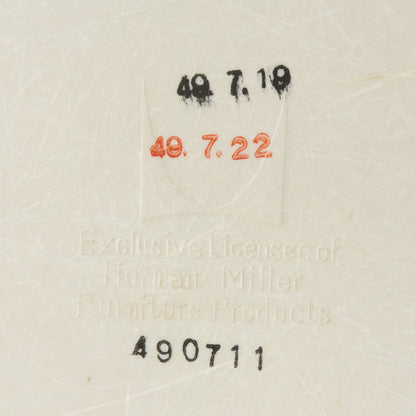 49. 7. 19
49. 7. 22
Exclusive Licensee of
Herman Miller
Furniture Products
490711